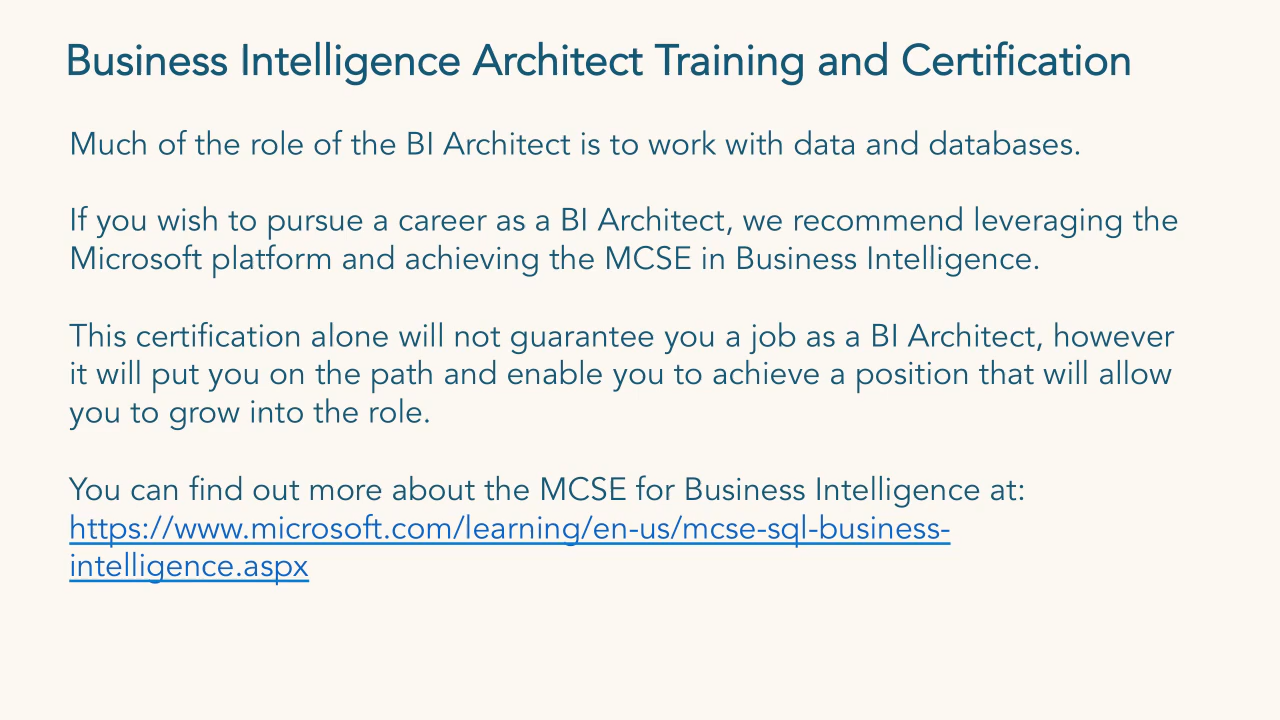 Business Intelligence Architect Training and Certification
Much of the role of the BI Architect is to work with data and databases.
If you wish to pursue a career as a BI Architect, we recommend leveraging the
Microsoft platform and achieving the MCSE in Business Intelligence.
This certification alone will not guarantee you a job as a BI Architect, however
it will put you on the path and enable you to achieve a position that will allow
you to grow into the role.
You can find out more about the MCSE for Business Intelligence at:
https://www.microsoft.com/learning/en-us/mcse-sql-business-
intelligence.aspx